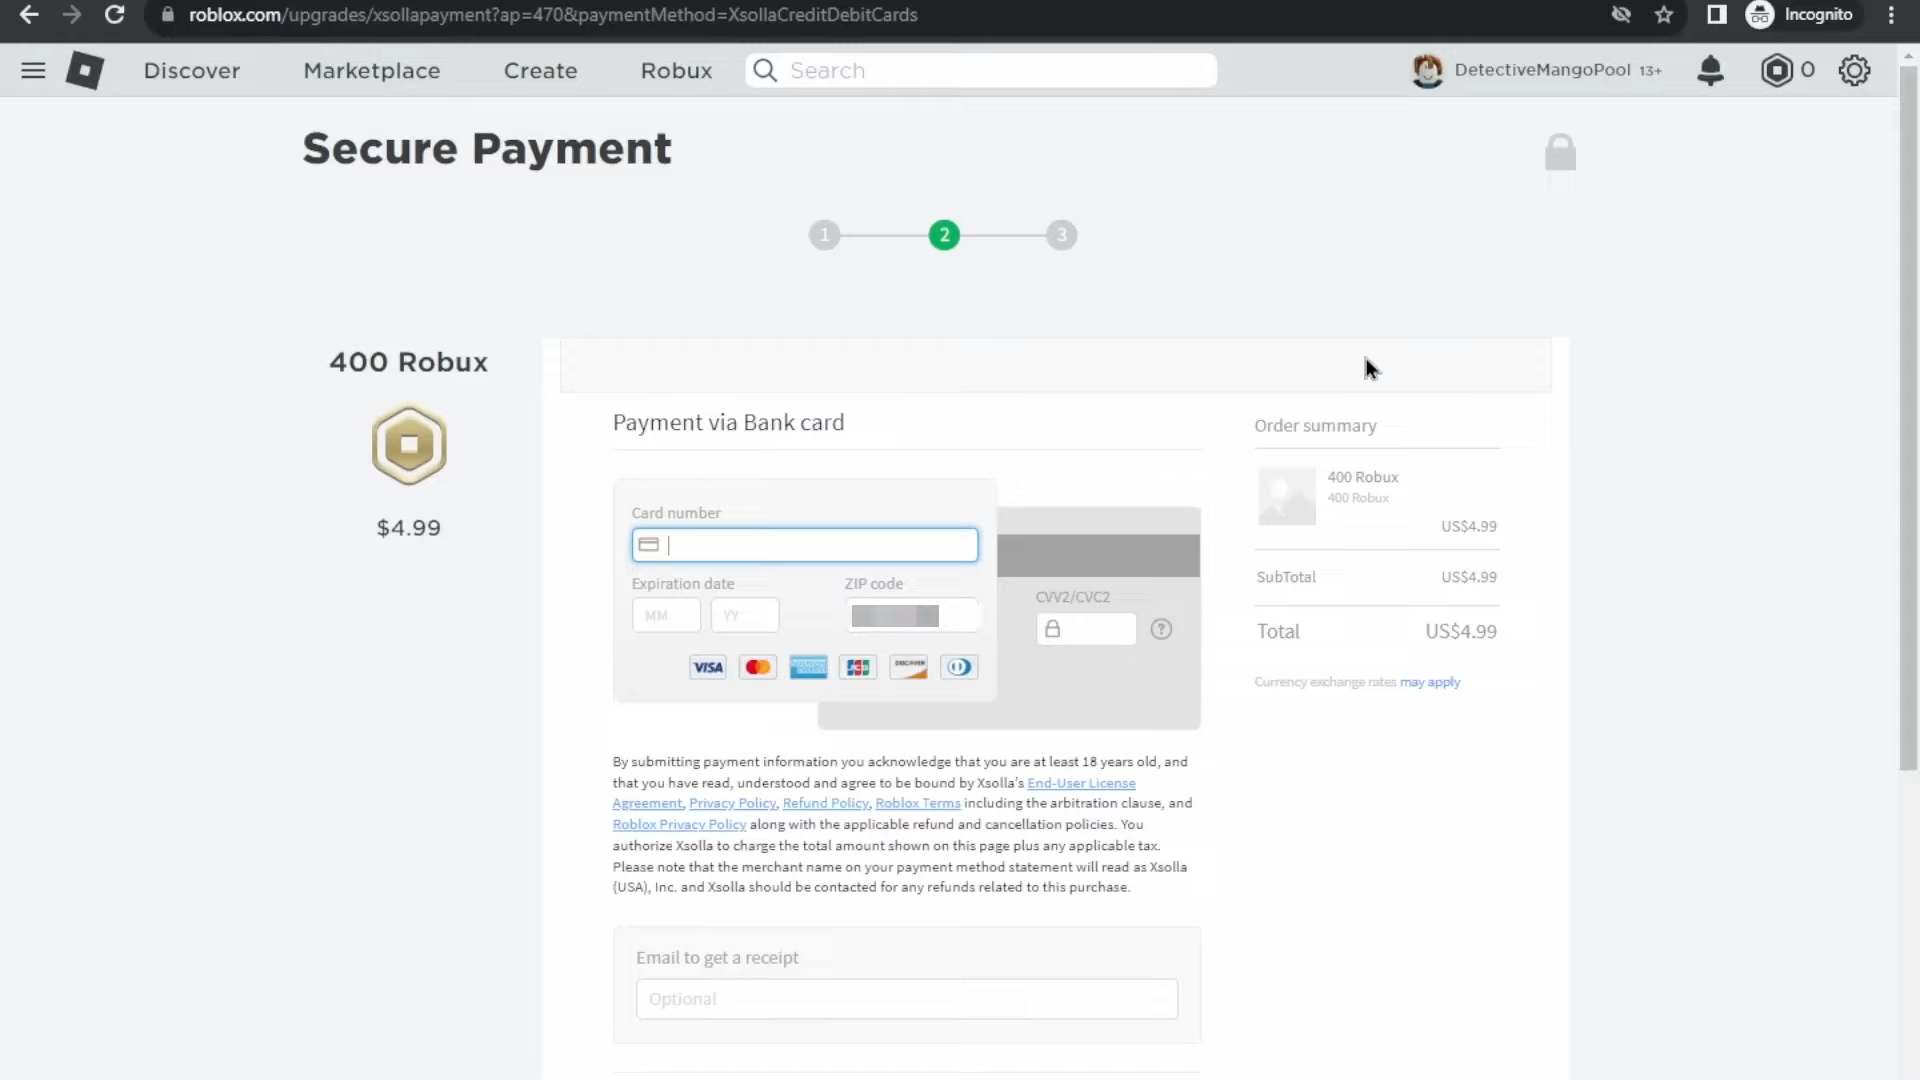 roblox.com/upgrades/xsollapayment?ap=470&paymentMethod=XsollaCreditDebitCards
Incognito
Discover
Marketplace
Create
Robux
Search
DetectiveMangoPool 13+
0
Secure Payment
1
2
3
400 Robux
$4.99
Payment via Bank card
Card number
Expiration date
ZIP code
MM
YY
CVV2/CVC2
?
VISA
JCB
DISCOVER
By submitting payment information you acknowledge that you are at least 18 years old, and
that you have read, understood and agree to be bound by Xsolla's End-User License
Agreement, Privacy Policy, Refund Policy, Roblox Terms including the arbitration clause, and
Roblox Privacy Policy along with the applicable refund and cancellation policies. You
authorize Xsolla to charge the total amount shown on this page plus any applicable tax.
Please note that the merchant name on your payment method statement will read as Xsolla
(USA), Inc. and Xsolla should be contacted for any refunds related to this purchase.
Email to get a receipt
Optional
Order summary
400 Robux
400 Robux
US$4.99
SubTotal US$4.99
Total US$4.99
Currency exchange rates may apply